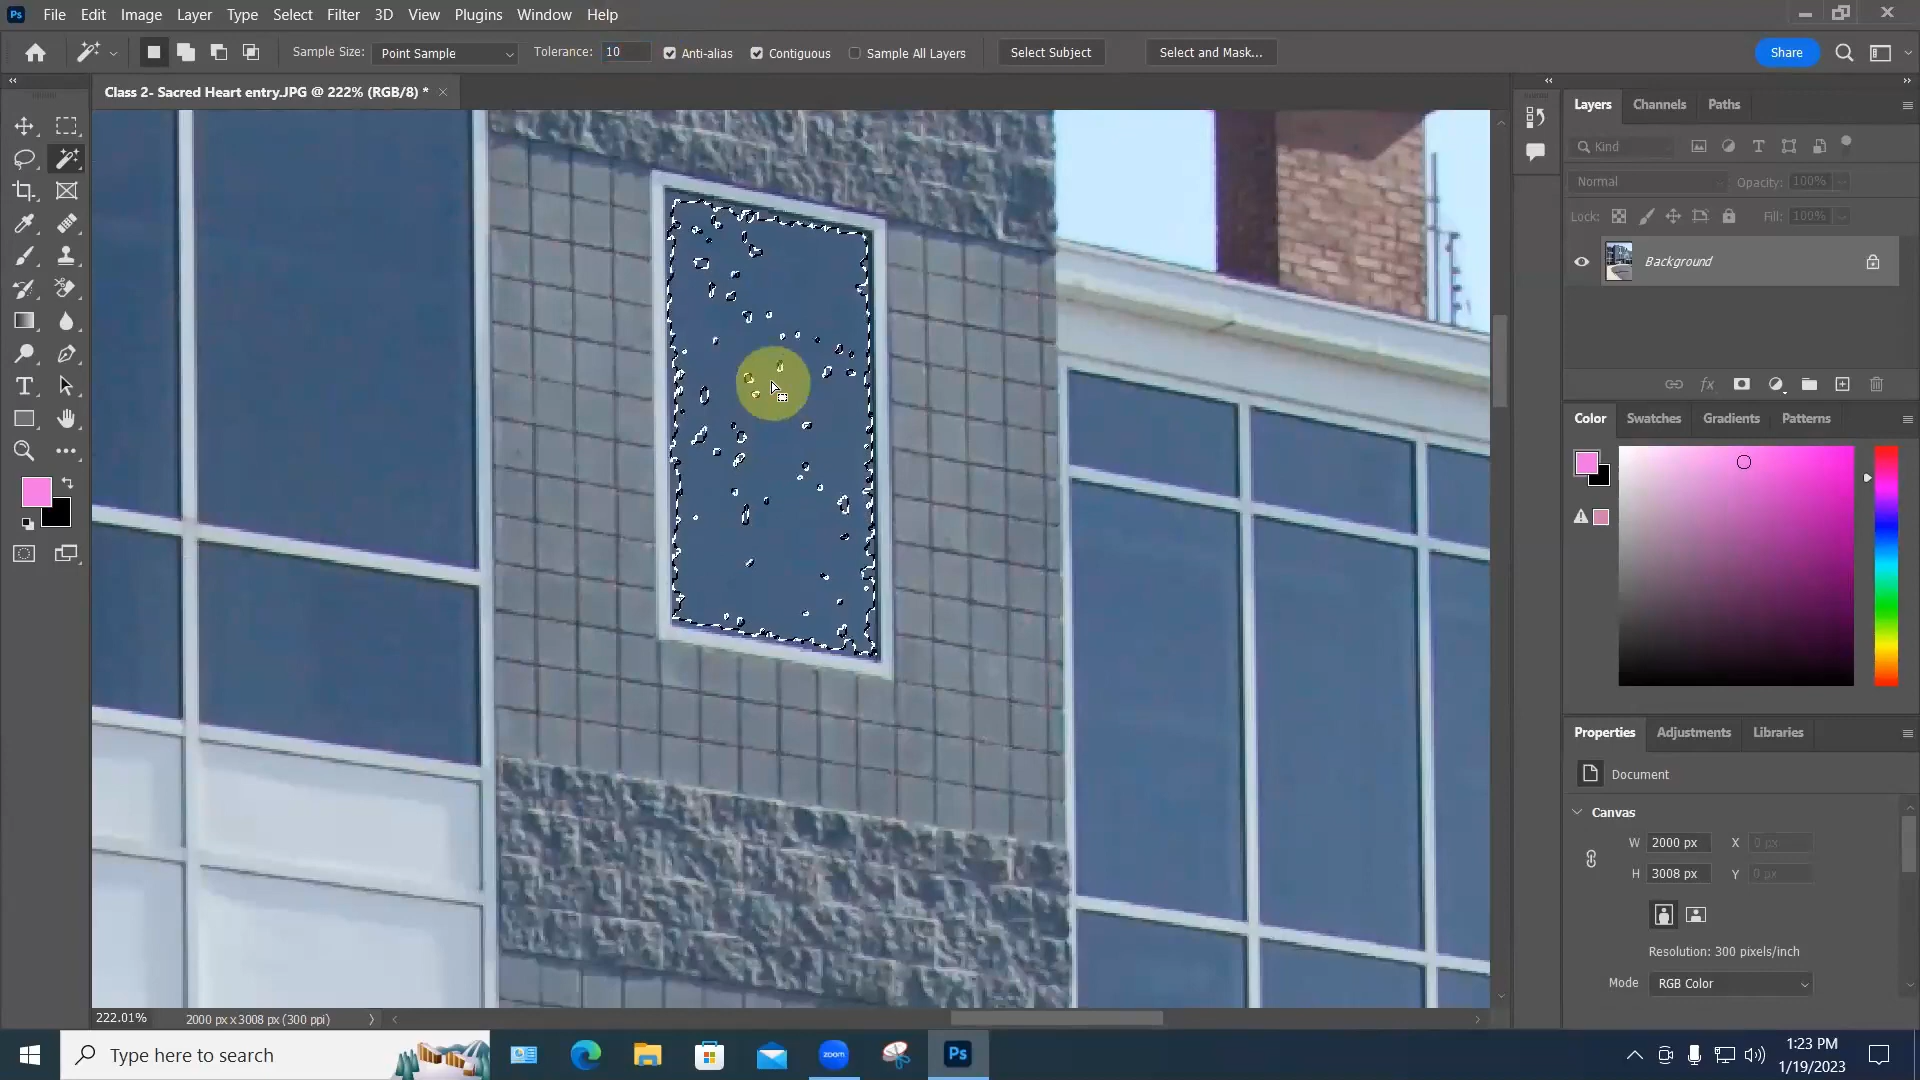 Ps File Edit Image Layer Type Select Filter 3D View Plugins Window Help
Sample Size: Point Sample Tolerance: 10 Anti-alias Contiguous Sample All Layers Select Subject Select and Mask... Share
Class 2- Sacred Heart entry.JPG @ 222% (RGB/8) *
Layers Channels Paths
Kind
Normal Opacity: 100%
Lock: Fill: 100%
Background
fx
Color Swatches Gradients Patterns
Properties Adjustments Libraries
Document
Canvas
W 2000 px X 0 px
H 3008 px Y 0 px
Resolution: 300 pixels/inch
Mode RGB Color
222.01% 2000 px x 3008 px (300 ppi)
Type here to search
zoom
Ps
1:23 PM
1/19/2023